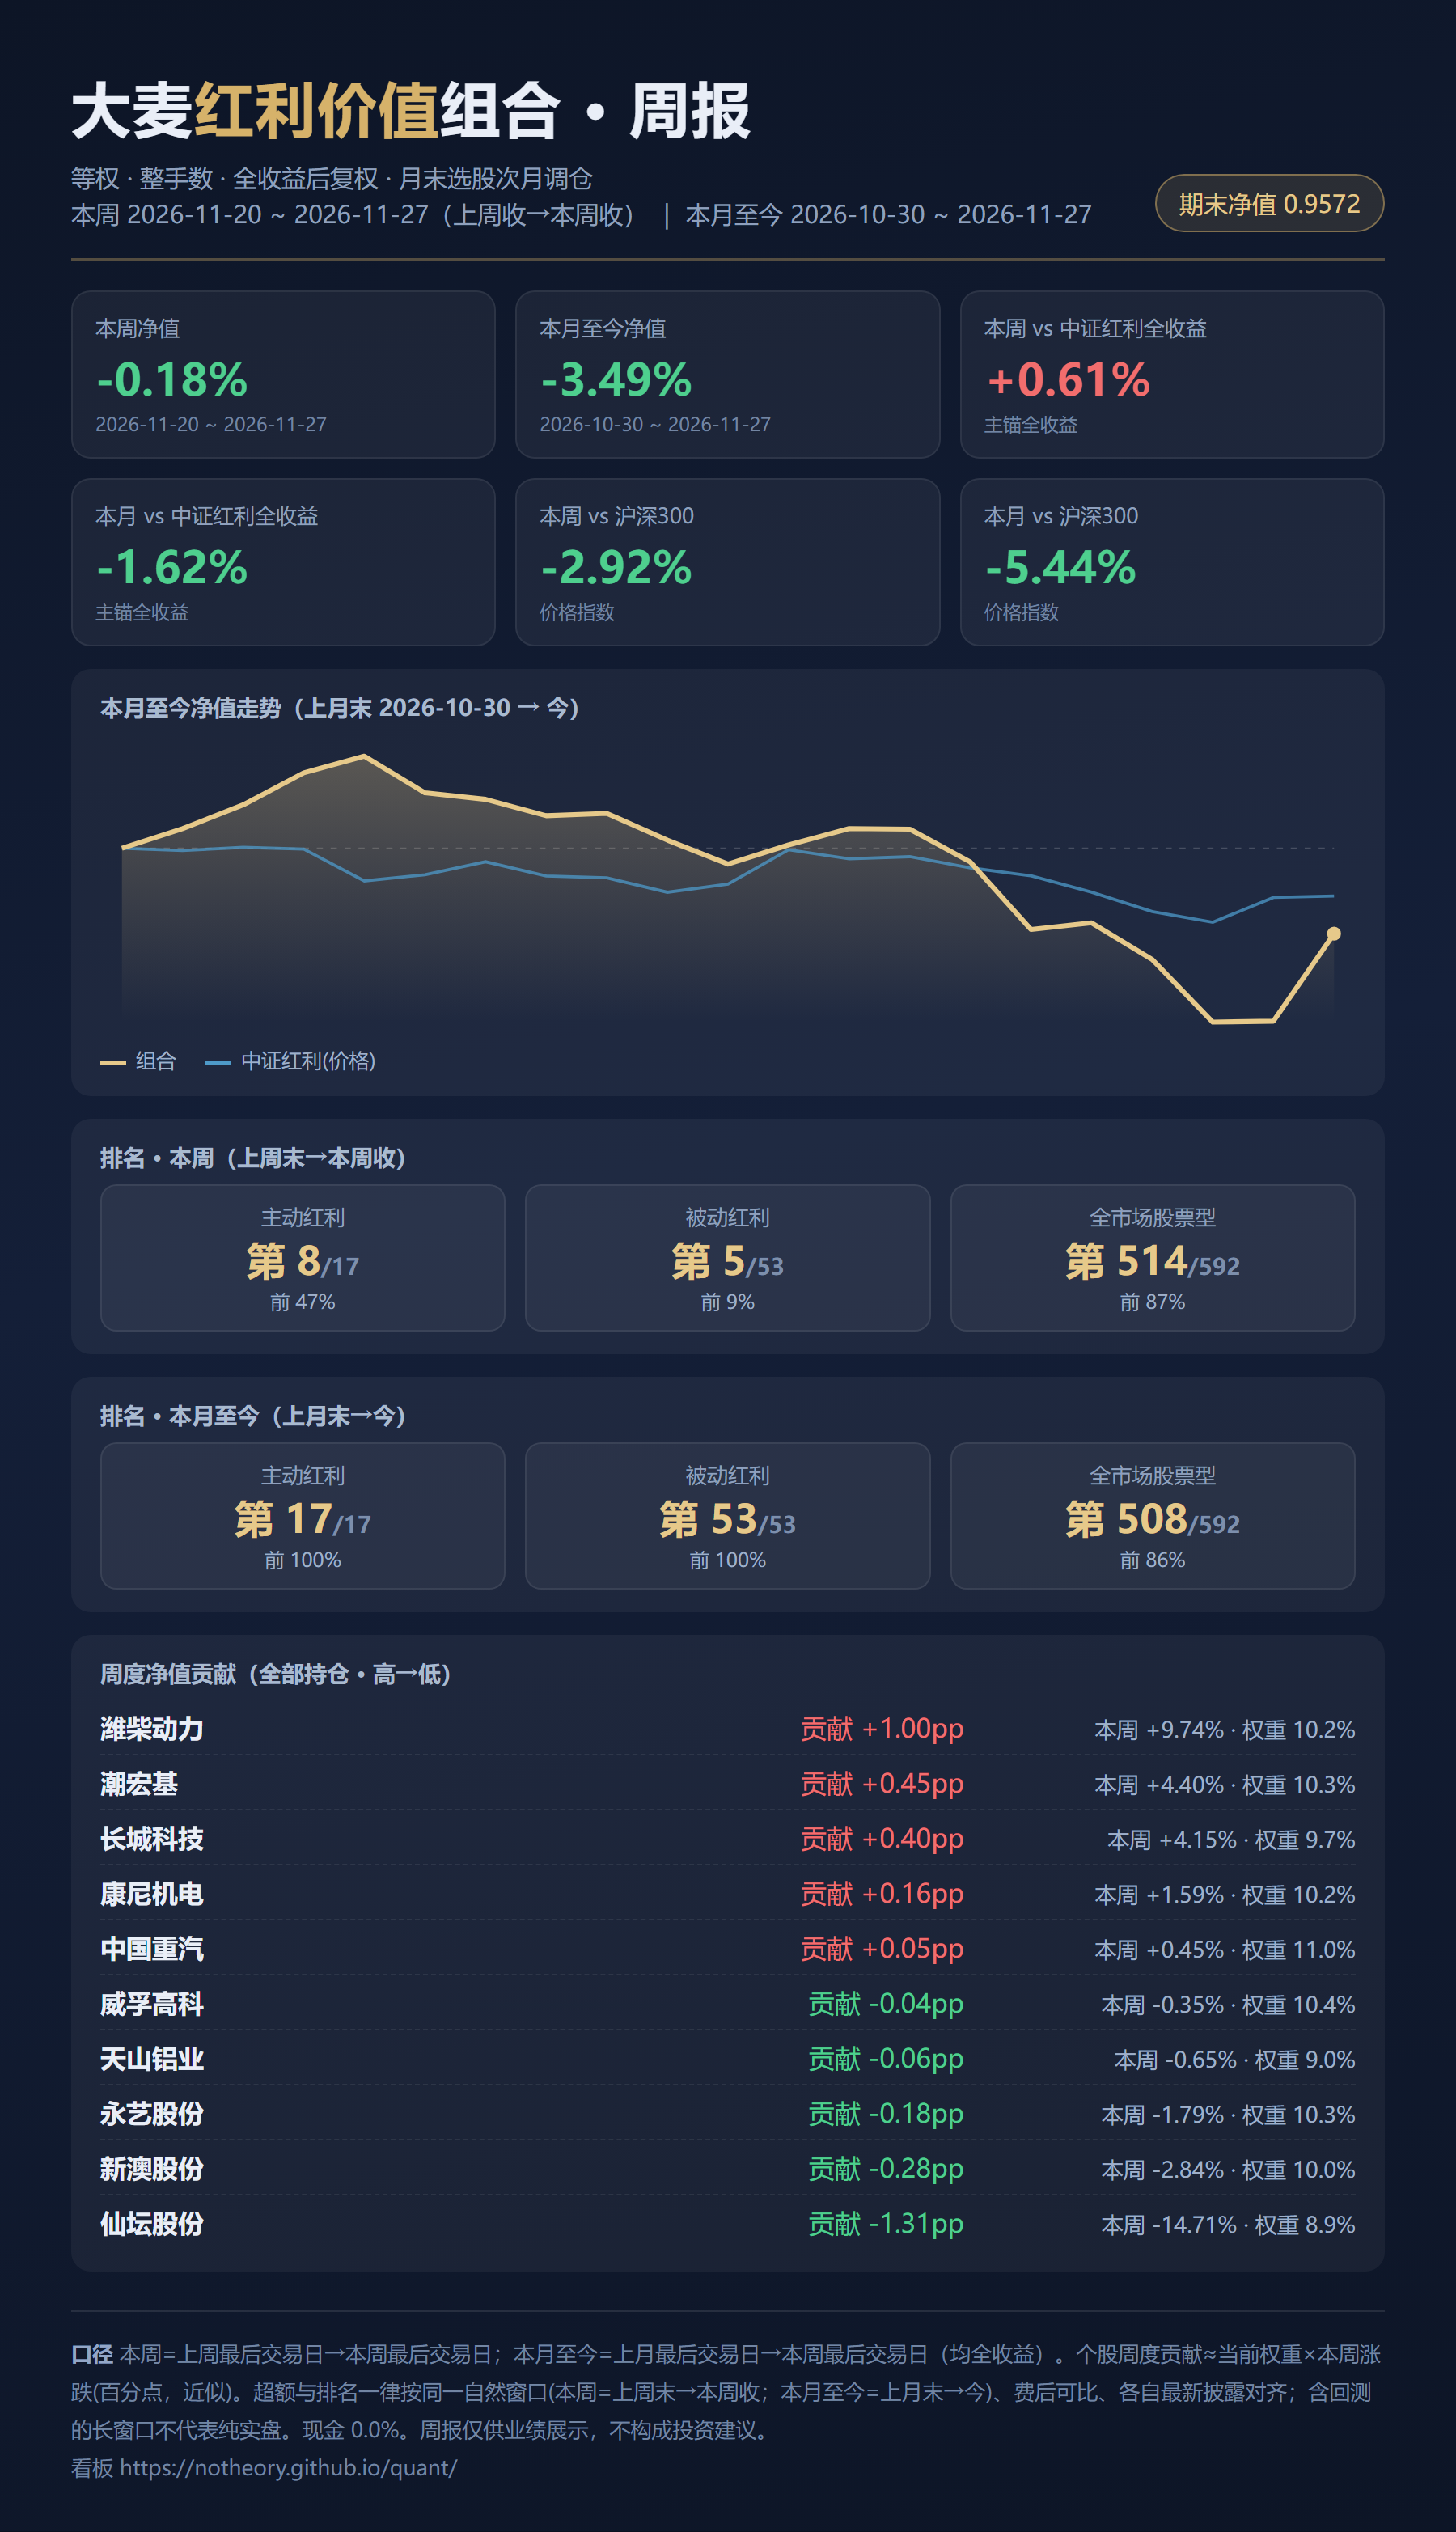 大麦红利价值组合 · 周报
等权 · 整手数 · 全收益后复权 · 月末选股次月调仓
本周 2026-11-20 ~ 2026-11-27（上周收→本周收） | 本月至今 2026-10-30 ~ 2026-11-27
期末净值 0.9572
本周净值
-0.18%
2026-11-20 ~ 2026-11-27
本月至今净值
-3.49%
2026-10-30 ~ 2026-11-27
本周 vs 中证红利全收益
+0.61%
主锚全收益
本月 vs 中证红利全收益
-1.62%
主锚全收益
本周 vs 沪深300
-2.92%
价格指数
本月 vs 沪深300
-5.44%
价格指数
本月至今净值走势（上月末 2026-10-30 → 今）
组合
中证红利(价格)
排名 · 本周（上周末→本周收）
主动红利
第 8/17
前 47%
被动红利
第 5/53
前 9%
全市场股票型
第 514/592
前 87%
排名 · 本月至今（上月末→今）
主动红利
第 17/17
前 100%
被动红利
第 53/53
前 100%
全市场股票型
第 508/592
前 86%
周度净值贡献（全部持仓 · 高→低）
潍柴动力 贡献 +1.00pp 本周 +9.74% · 权重 10.2%
潮宏基 贡献 +0.45pp 本周 +4.40% · 权重 10.3%
长城科技 贡献 +0.40pp 本周 +4.15% · 权重 9.7%
康尼机电 贡献 +0.16pp 本周 +1.59% · 权重 10.2%
中国重汽 贡献 +0.05pp 本周 +0.45% · 权重 11.0%
威孚高科 贡献 -0.04pp 本周 -0.35% · 权重 10.4%
天山铝业 贡献 -0.06pp 本周 -0.65% · 权重 9.0%
永艺股份 贡献 -0.18pp 本周 -1.79% · 权重 10.3%
新澳股份 贡献 -0.28pp 本周 -2.84% · 权重 10.0%
仙坛股份 贡献 -1.31pp 本周 -14.71% · 权重 8.9%
口径 本周=上周最后交易日→本周最后交易日；本月至今=上月最后交易日→本周最后交易日（均全收益）。个股周度贡献≈当前权重×本周涨
跌(百分点，近似)。超额与排名一律按同一自然窗口(本周=上周末→本周收；本月至今=上月末→今)、费后可比、各自最新披露对齐；含回测
的长窗口不代表纯实盘。现金 0.0%。周报仅供业绩展示，不构成投资建议。
看板 https://notheory.github.io/quant/